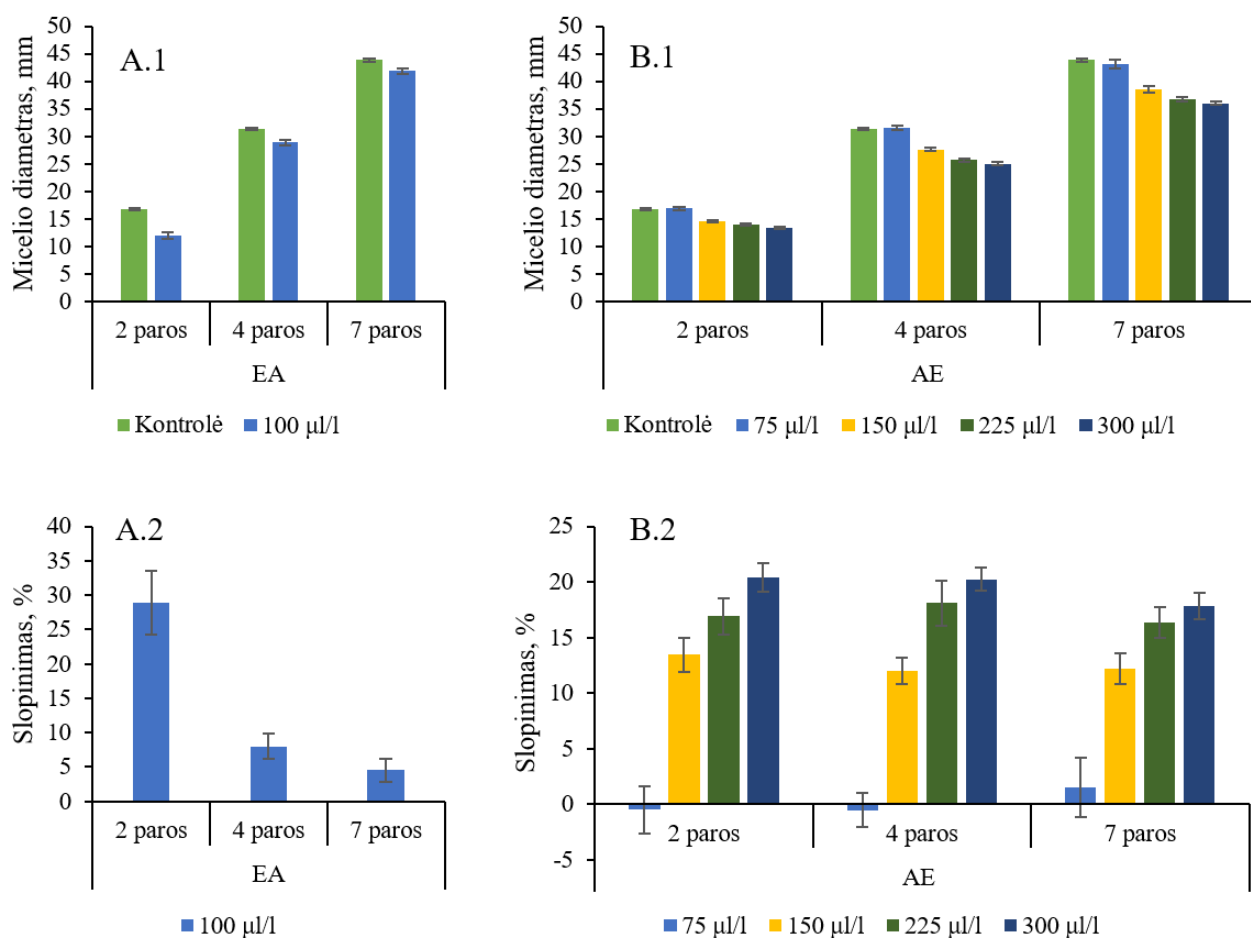 A.1
Micelio diametras, mm
50
45
40
35
30
25
20
15
10
5
0
2 paros 4 paros 7 paros
EA
Kontrolė 100 µl/l
B.1
Micelio diametras, mm
50
45
40
35
30
25
20
15
10
5
0
2 paros 4 paros 7 paros
AE
Kontrolė 75 µl/l 150 µl/l 225 µl/l 300 µl/l
A.2
Slopinimas, %
40
35
30
25
20
15
10
5
0
2 paros 4 paros 7 paros
EA
100 µl/l
B.2
Slopinimas, %
25
20
15
10
5
0
-5
2 paros 4 paros 7 paros
AE
75 µl/l 150 µl/l 225 µl/l 300 µl/l